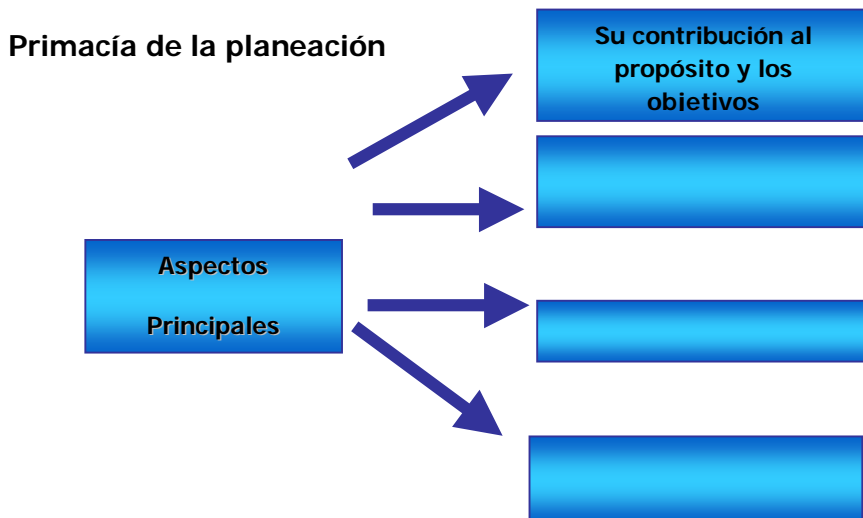 Primacía de la planeación
Su contribución al
propósito y los
objetivos
Aspectos
Principales